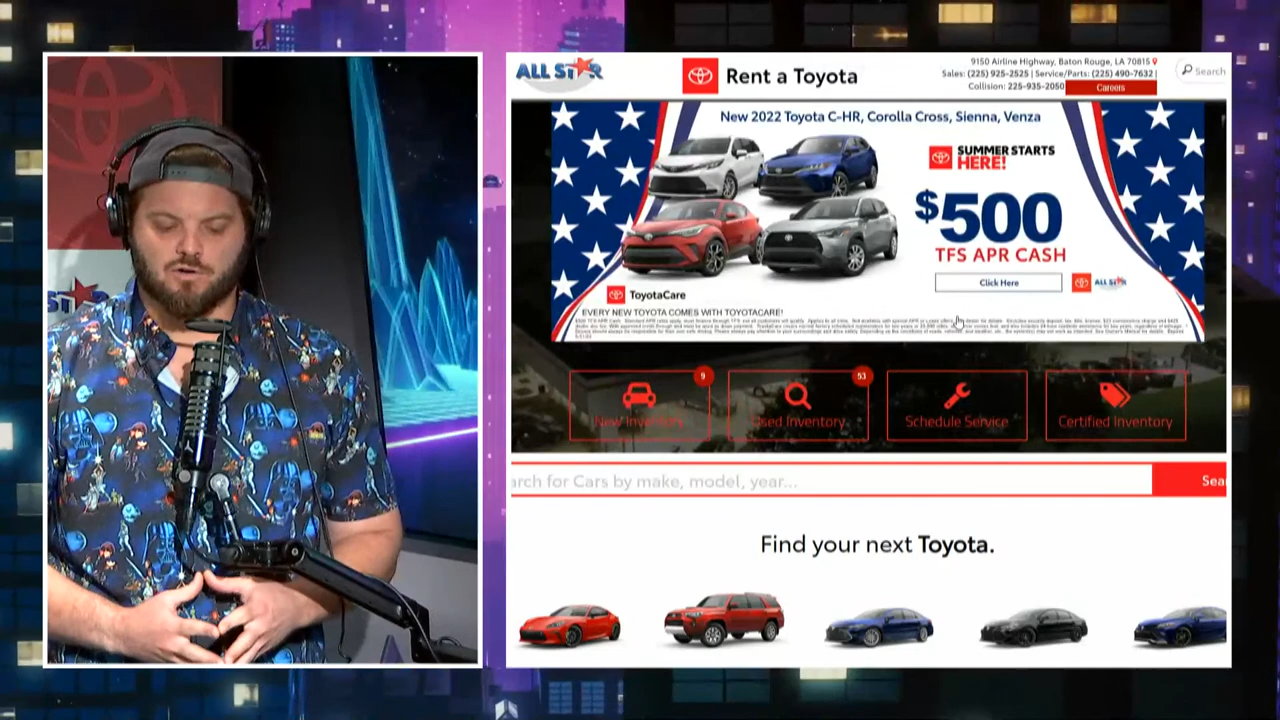 ALL STAR
Rent a Toyota
9150 Airline Highway, Baton Rouge, LA 70815
Sales: (225) 925-2525 | Service/Parts: (225) 490-7632 |
Collision: 225-935-2050
Careers
Search
New 2022 Toyota C-HR, Corolla Cross, Sienna, Venza
SUMMER STARTS
HERE!
$500
TFS APR CASH
Click Here
ALL STAR
ToyotaCare
EVERY NEW TOYOTA COMES WITH TOYOTACARE!
9
53
New Inventory
Used Inventory
Schedule Service
Certified Inventory
arch for Cars by make, model, year...
Sea
Find your next Toyota.